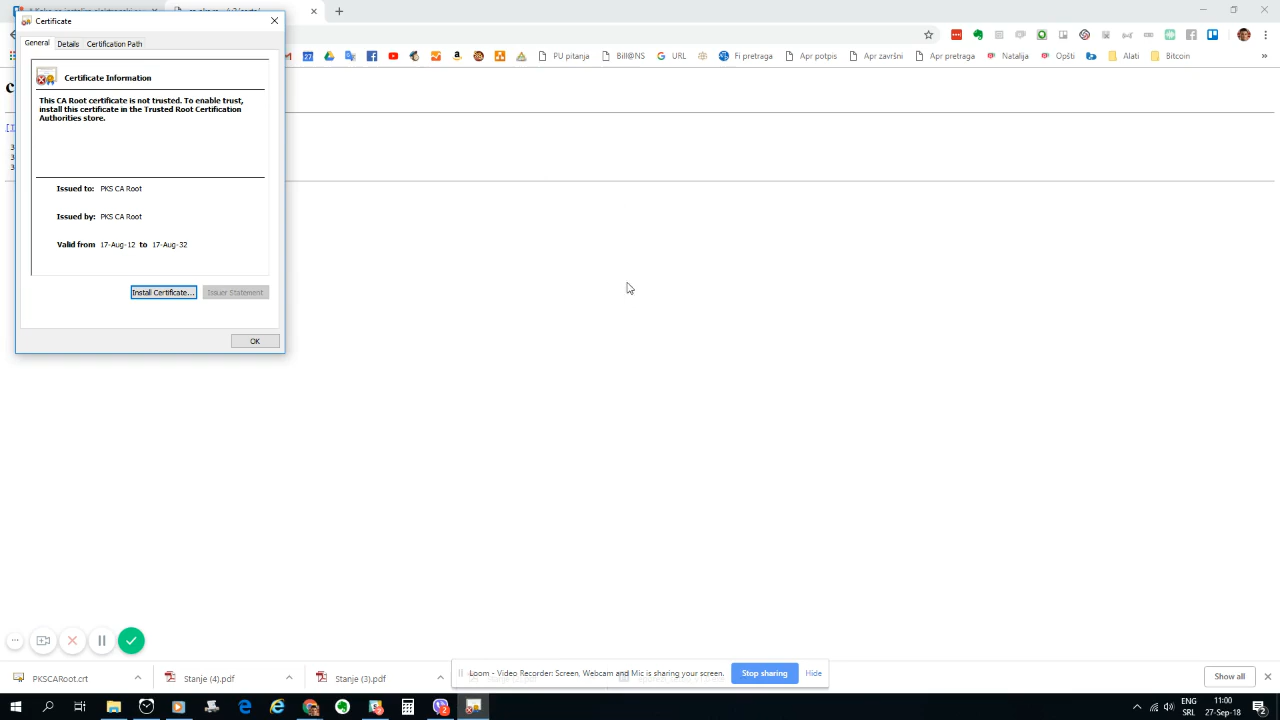 Certificate
General
Details
Certification Path
Certificate Information
This CA Root certificate is not trusted. To enable trust,
install this certificate in the Trusted Root Certification
Authorities store.
Issued to: PKS CA Root
Issued by: PKS CA Root
Valid from 17-Aug-12 to 17-Aug-32
Install Certificate...
Issuer Statement
OK
PU pitanja
Bill@NS
URL
Fi pretraga
Apr potpis
Apr završni
Apr pretraga
Natalija
Opšti
Alati
Bitcoin
PKSCARoot.crt
Stanje (4).pdf
Stanje (3).pdf
Loom - Video Recorder: Screen, Webcam and Mic is sharing your screen.
Stop sharing
Hide
Show all
ENG
SRL
11:00
27-Sep-18